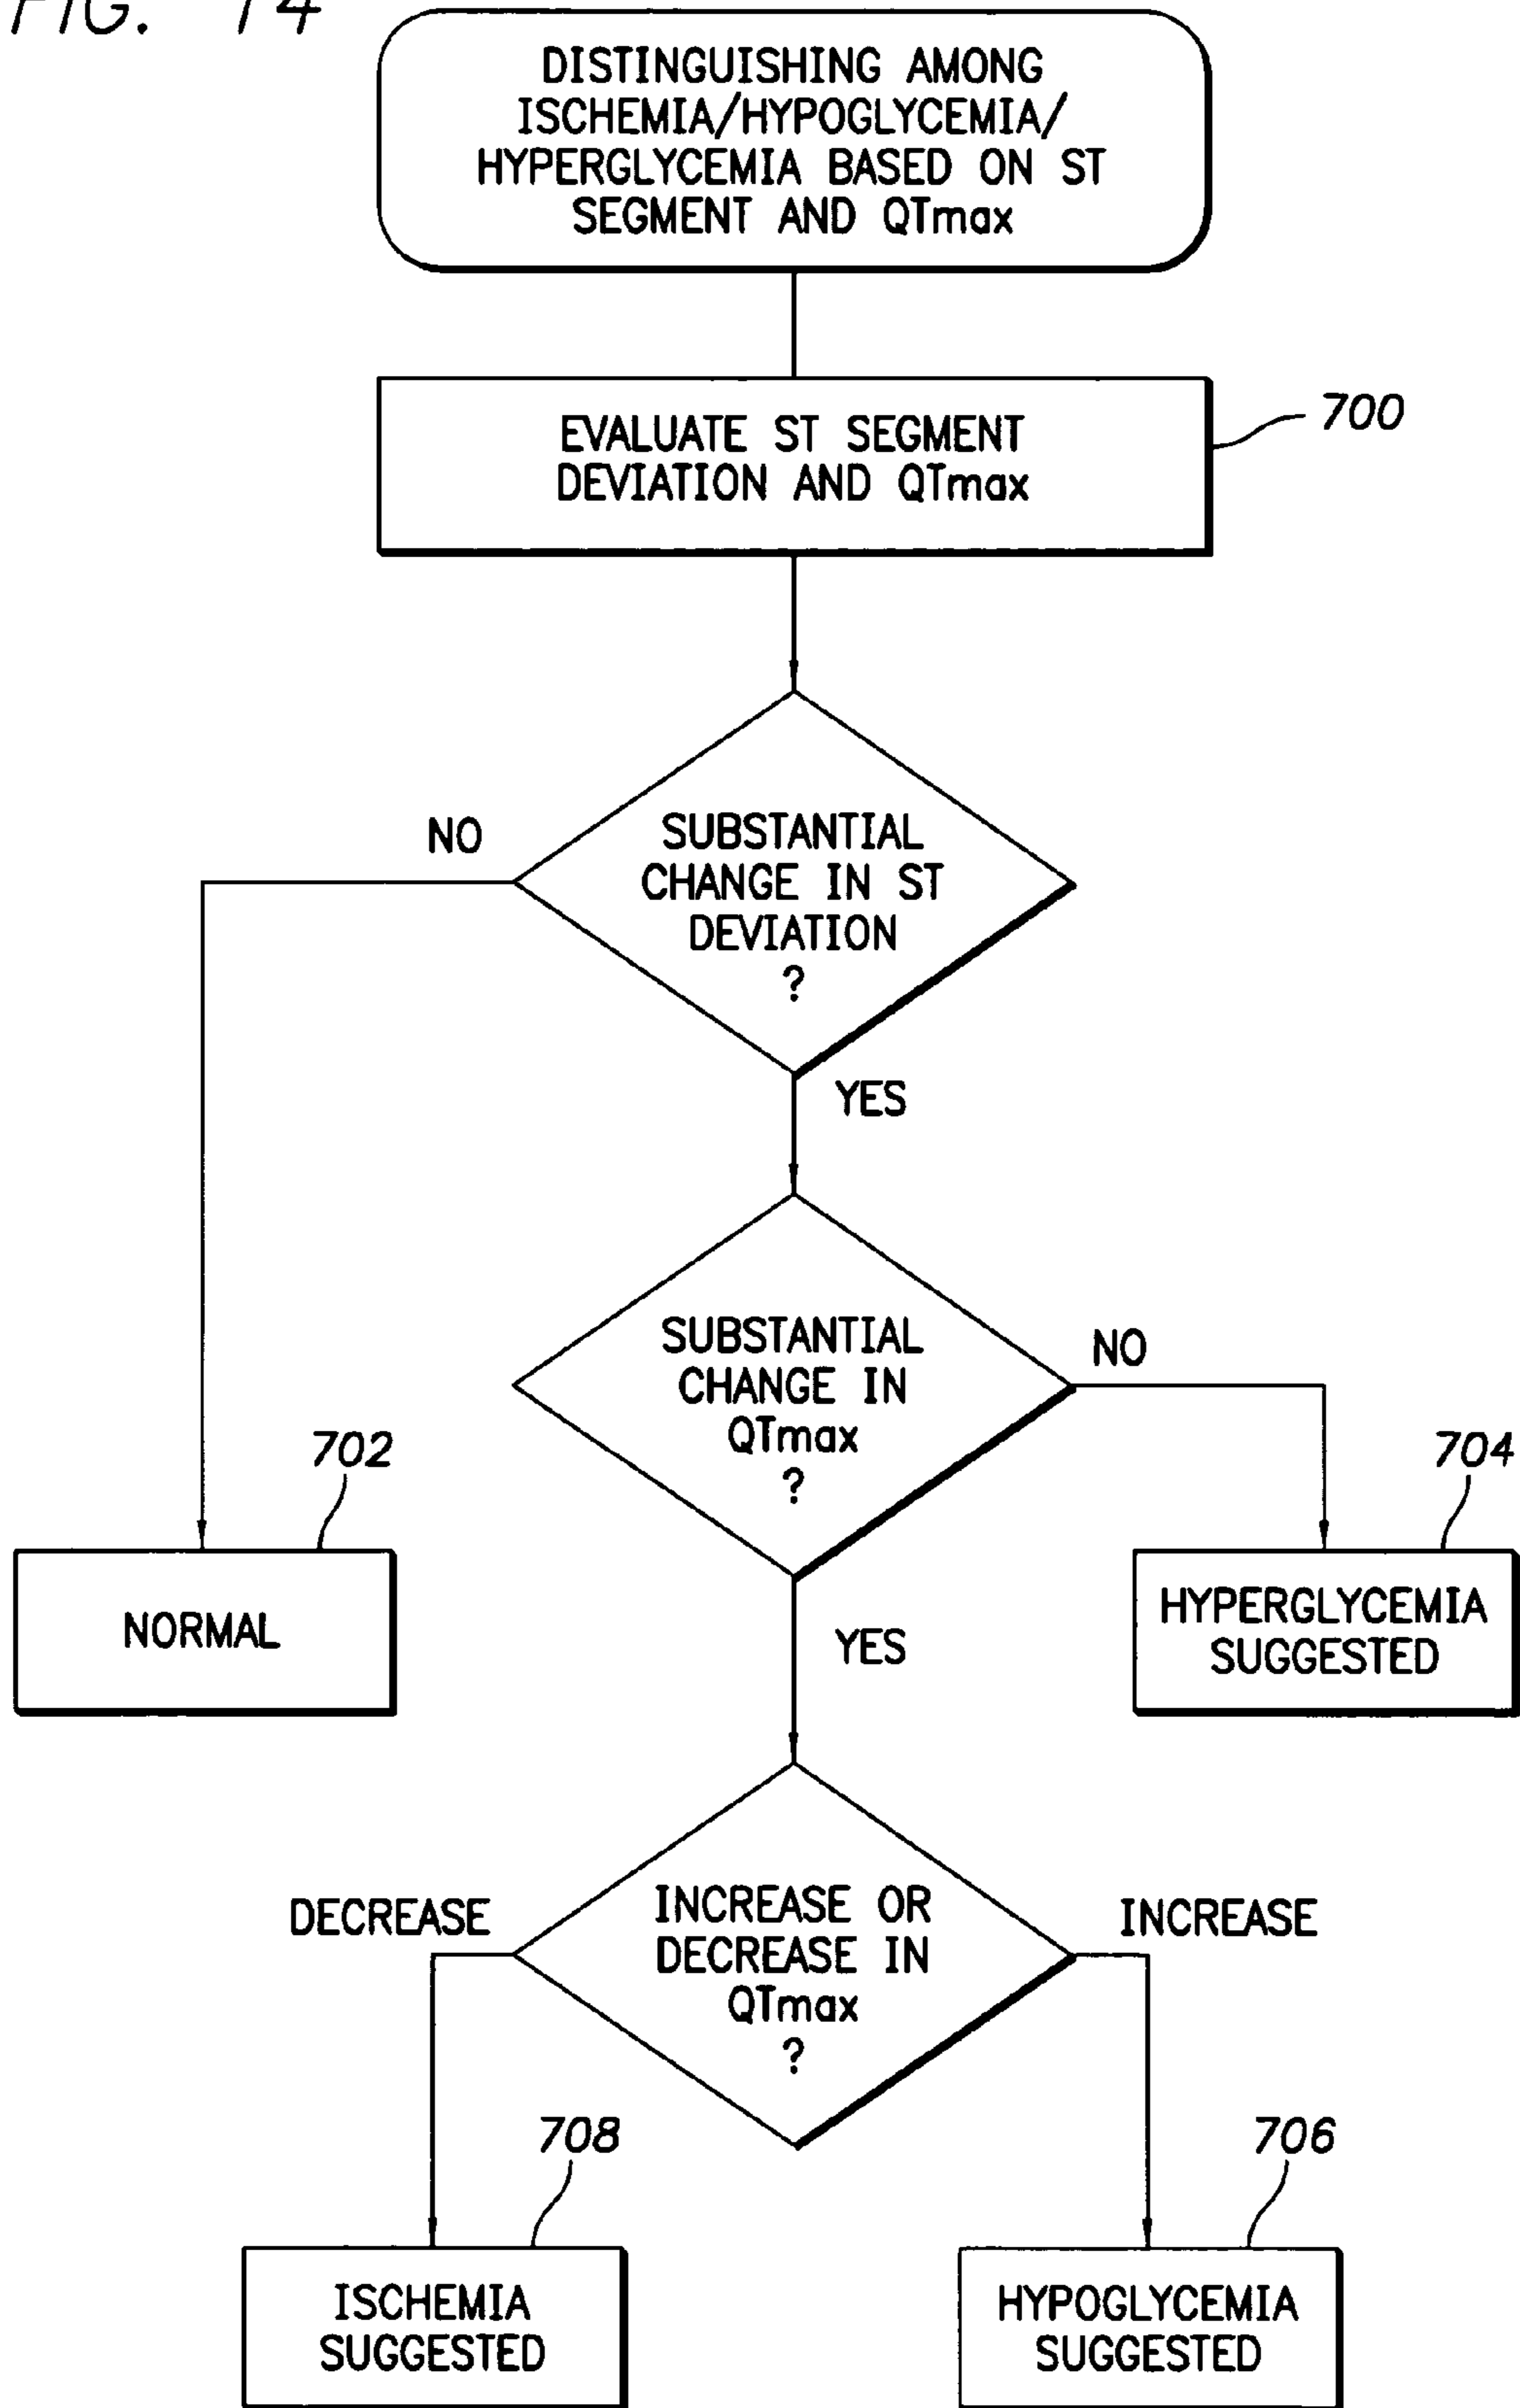 FIG. 14
DISTINGUISHING AMONG
ISCHEMIA/HYPOGLYCEMIA/
HYPERGLYCEMIA BASED ON ST
SEGMENT AND QTmax
EVALUATE ST SEGMENT
DEVIATION AND QTmax
700
NO
SUBSTANTIAL
CHANGE IN ST
DEVIATION
?
YES
SUBSTANTIAL
CHANGE IN
QTmax
?
NO
702
704
NORMAL
YES
HYPERGLYCEMIA
SUGGESTED
DECREASE
INCREASE OR
DECREASE IN
QTmax
?
INCREASE
708
706
ISCHEMIA
SUGGESTED
HYPOGLYCEMIA
SUGGESTED